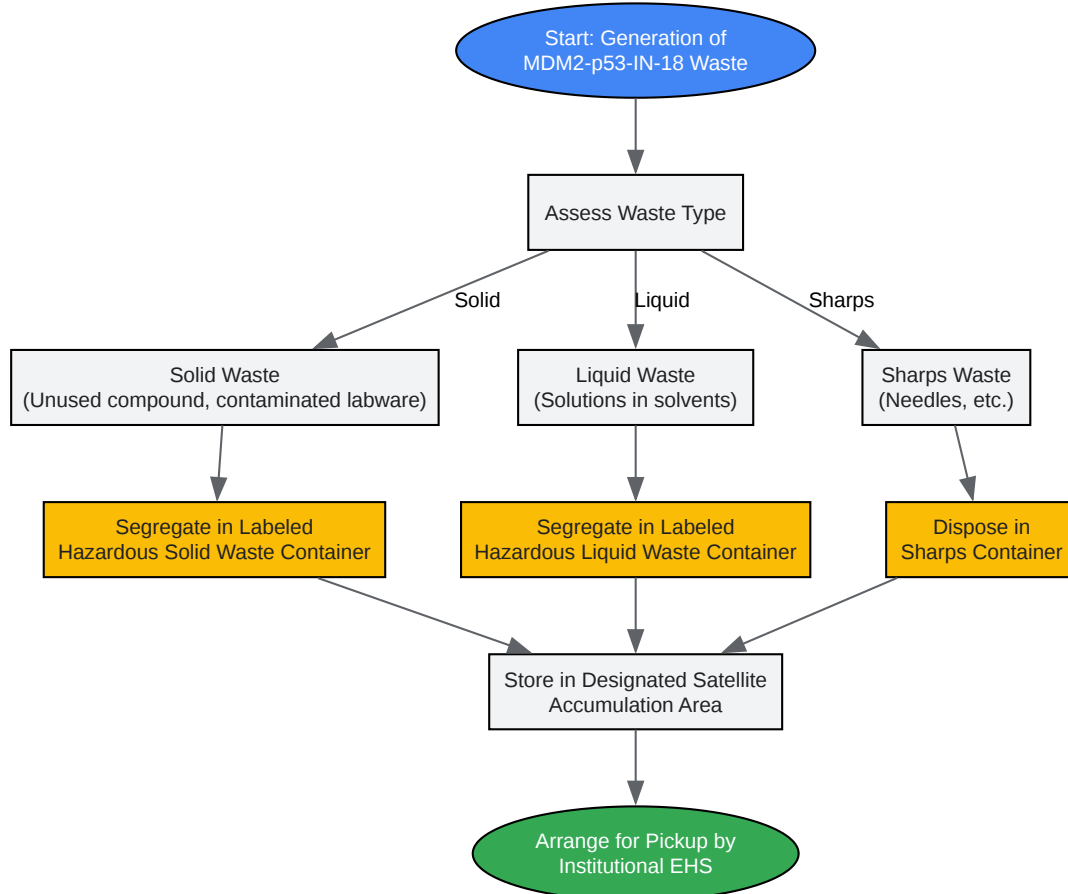 Start: Generation of
MDM2-p53-IN-18 Waste
Assess Waste Type
Solid
Liquid
Sharps
Solid Waste
(Unused compound, contaminated labware)
Liquid Waste
(Solutions in solvents)
Sharps Waste
(Needles, etc.)
Segregate in Labeled
Hazardous Solid Waste Container
Segregate in Labeled
Hazardous Liquid Waste Container
Dispose in
Sharps Container
Store in Designated Satellite
Accumulation Area
Arrange for Pickup by
Institutional EHS